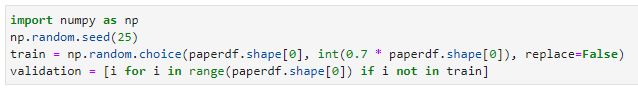 import numpy as np
np.random.seed(25)
train = np.random.choice(paperdf.shape[0], int(0.7 * paperdf.shape[0]), replace=False)
validation = [i for i in range(paperdf.shape[0]) if i not in train]